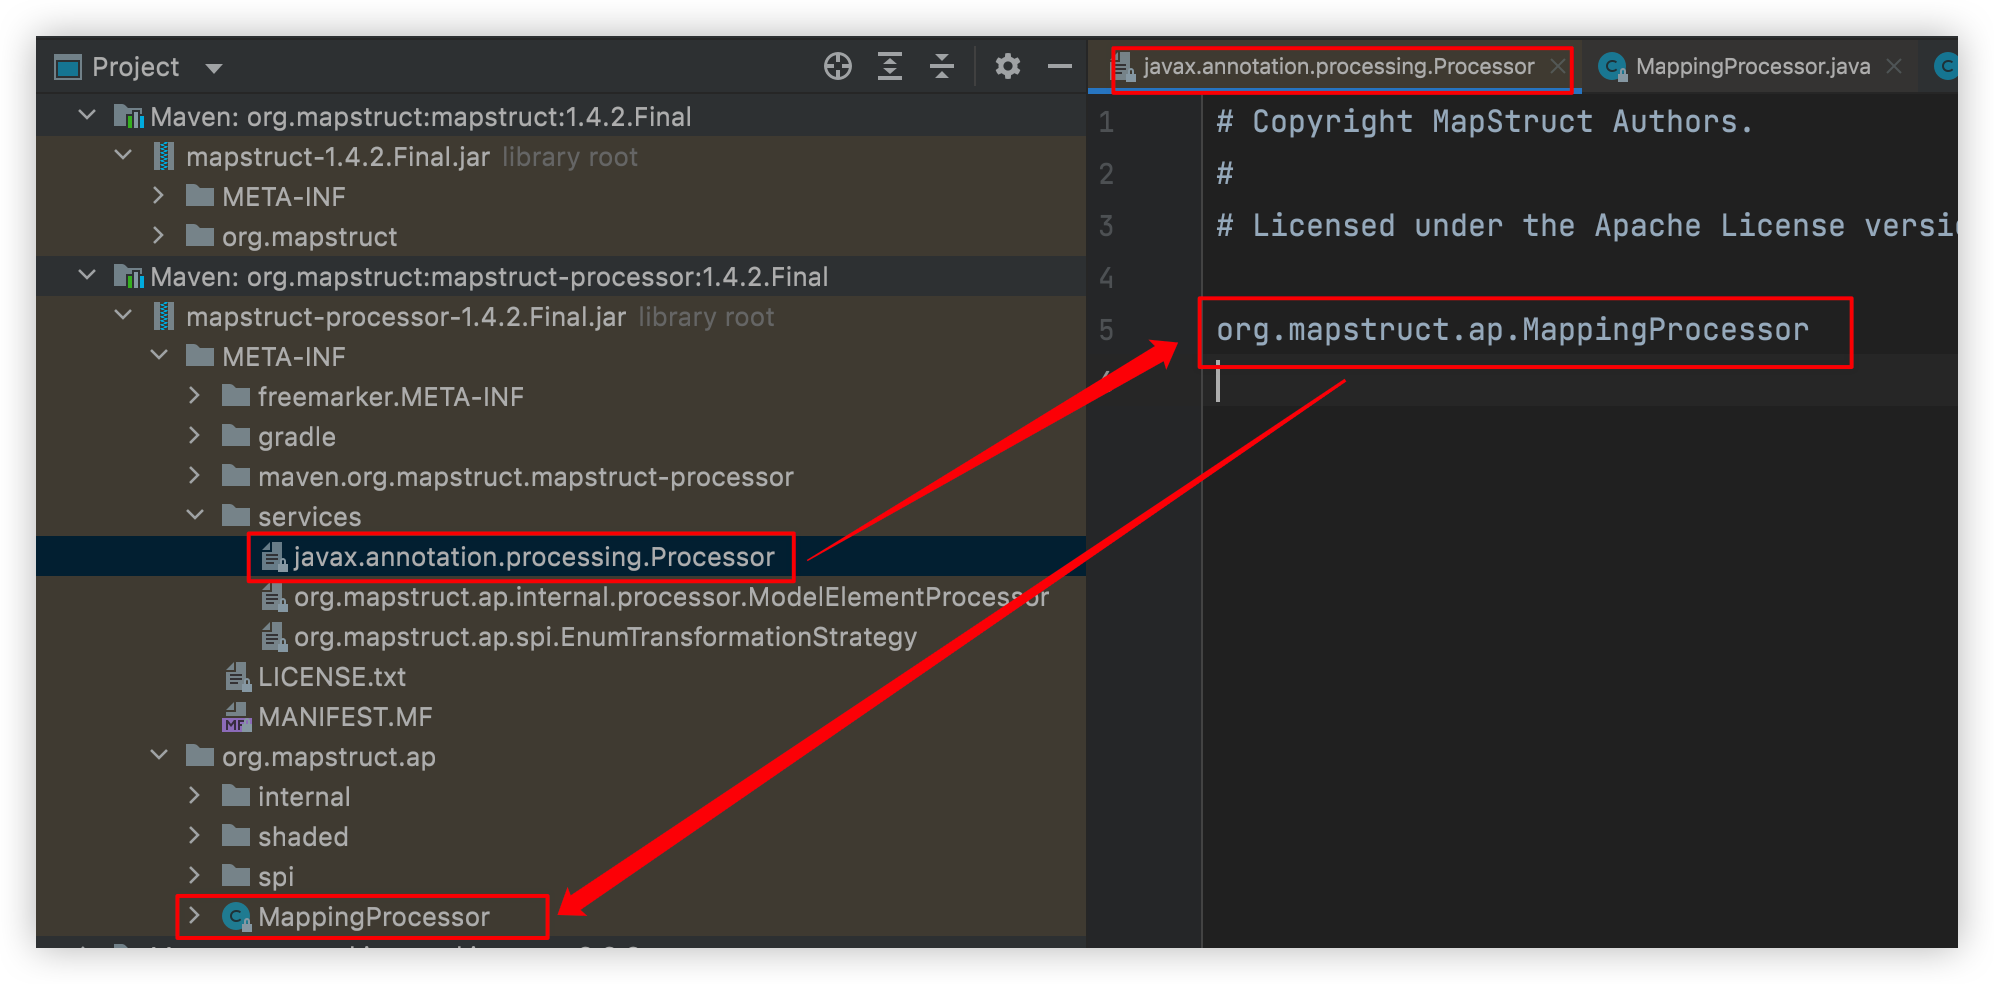 Project
Maven: org.mapstruct:mapstruct:1.4.2.Final
mapstruct-1.4.2.Final.jar library root
META-INF
org.mapstruct
Maven: org.mapstruct:mapstruct-processor:1.4.2.Final
mapstruct-processor-1.4.2.Final.jar library root
META-INF
freemarker.META-INF
gradle
maven.org.mapstruct.mapstruct-processor
services
javax.annotation.processing.Processor
org.mapstruct.ap.internal.processor.ModelElementProcessor
org.mapstruct.ap.spi.EnumTransformationStrategy
LICENSE.txt
MANIFEST.MF
org.mapstruct.ap
internal
shaded
spi
MappingProcessor
javax.annotation.processing.Processor
MappingProcessor.java
1 # Copyright MapStruct Authors.
2 #
3 # Licensed under the Apache License
4
5 org.mapstruct.ap.MappingProcessor